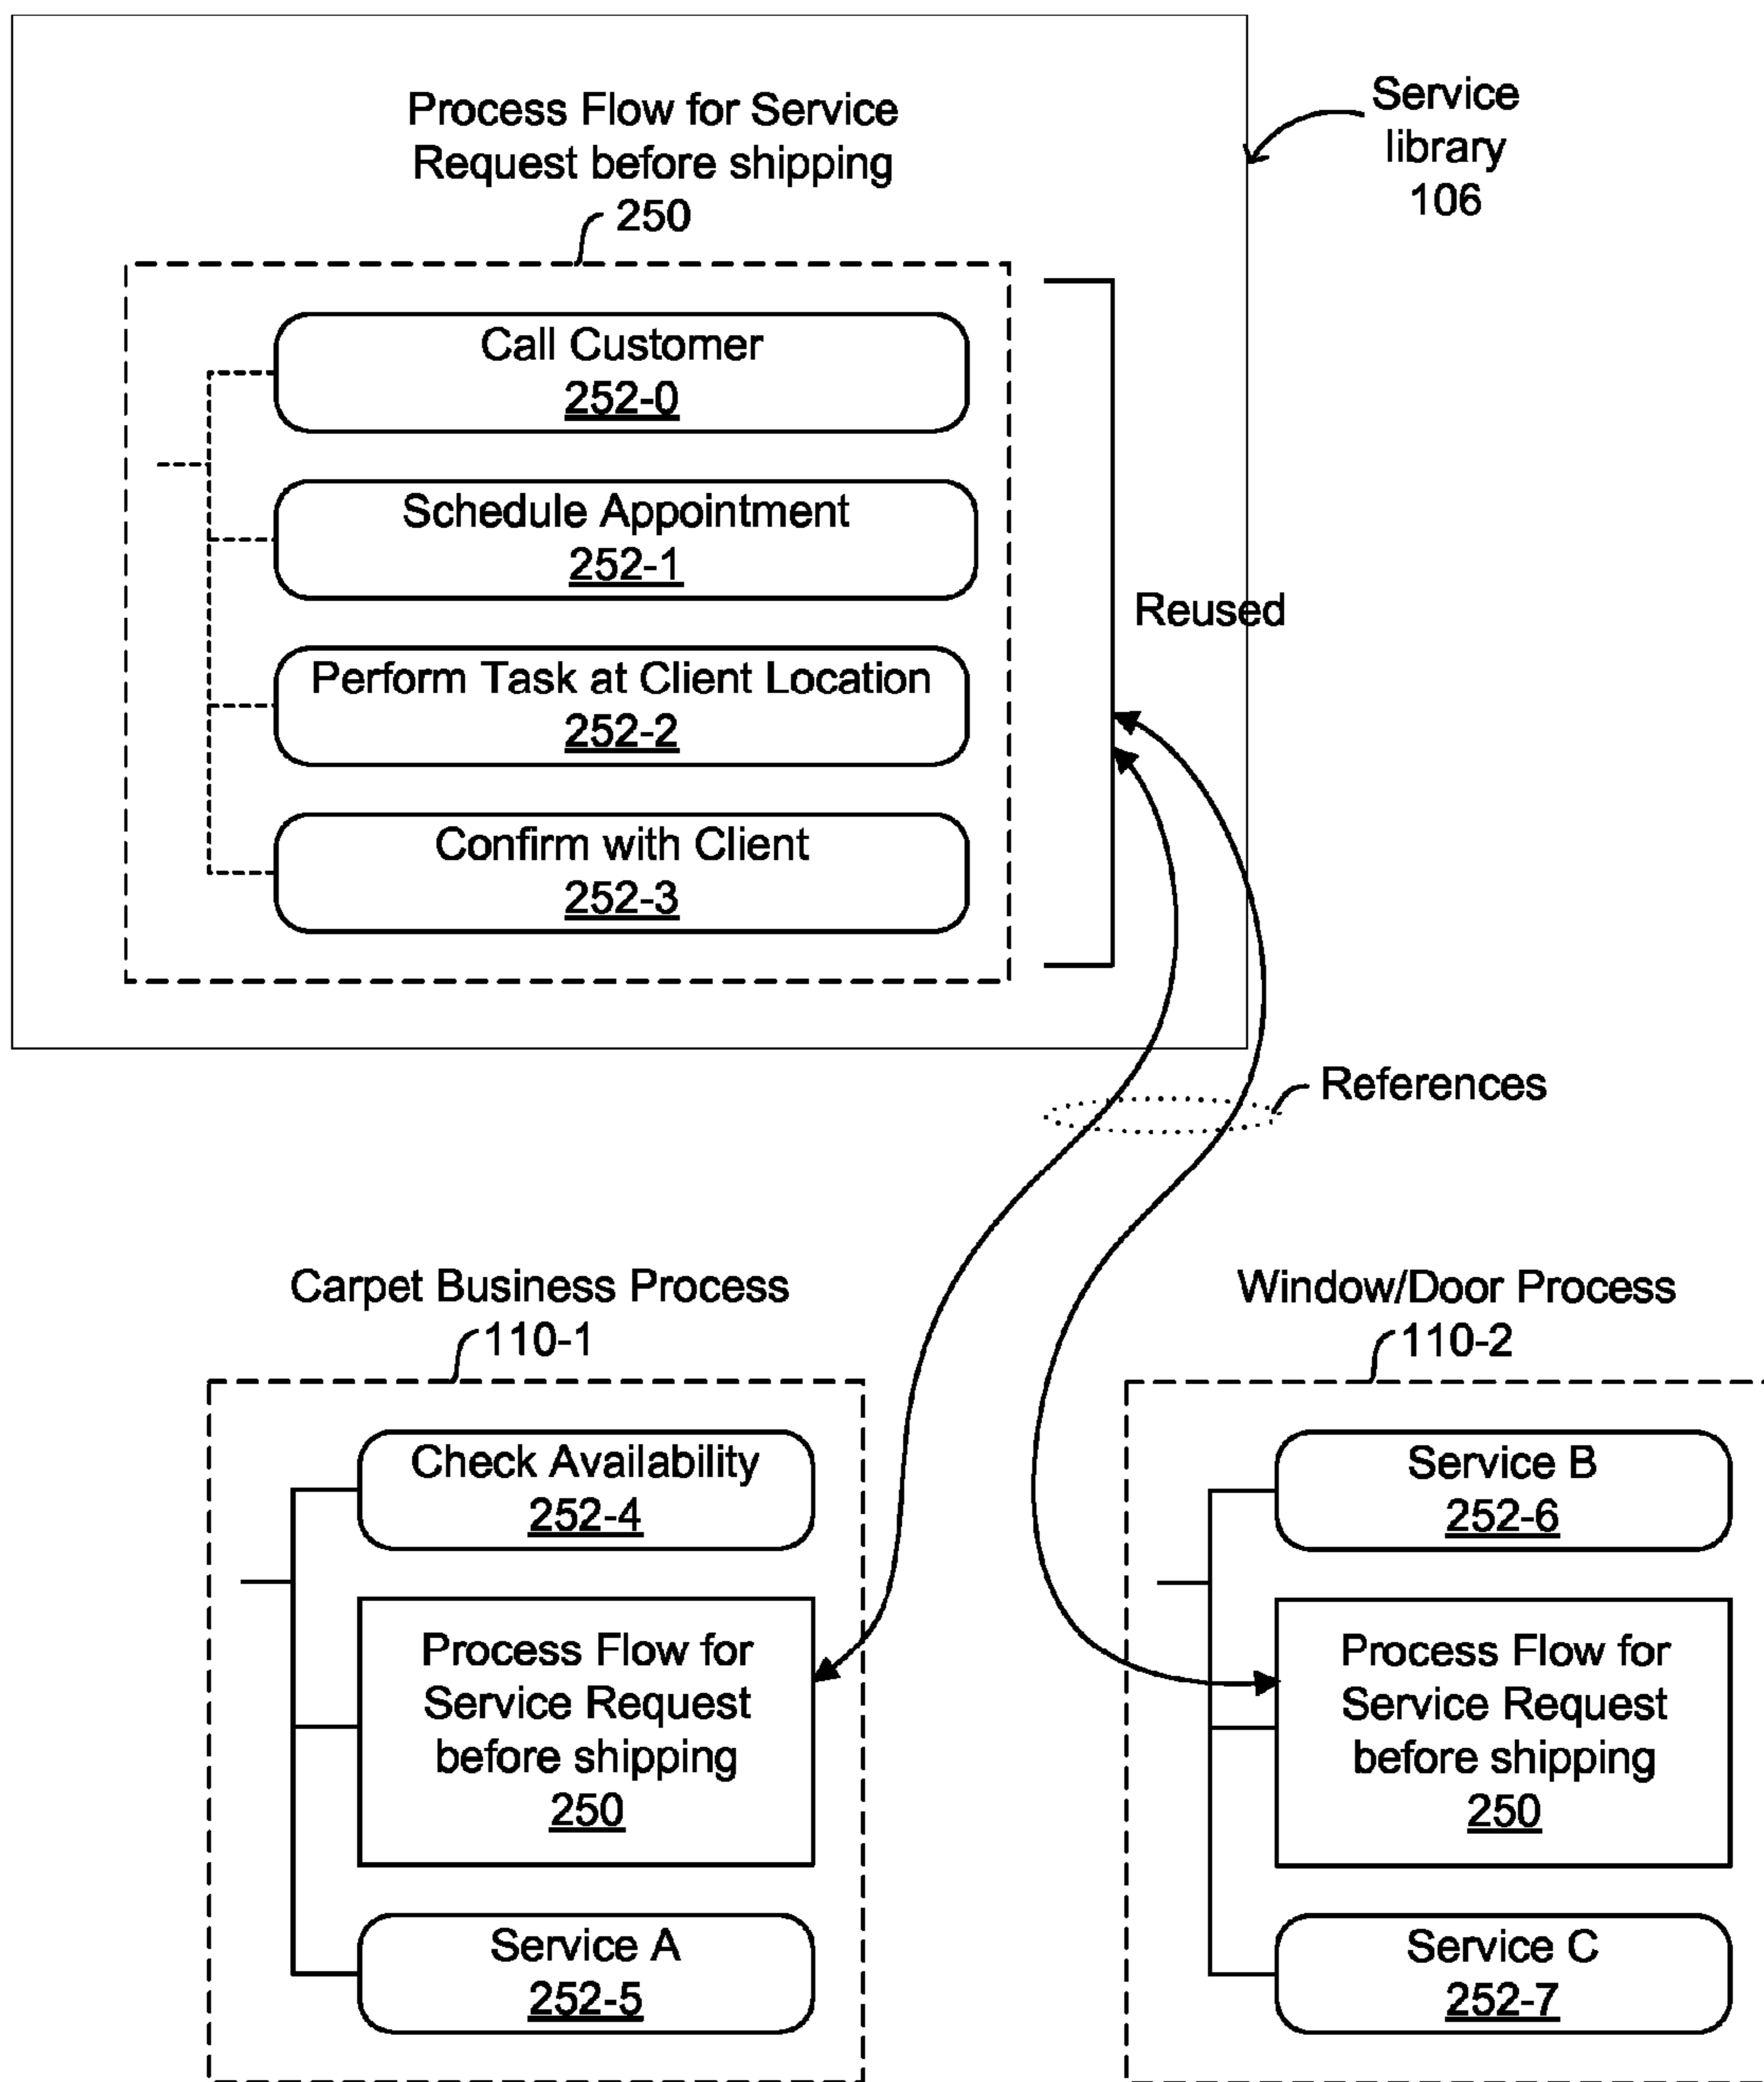 Process Flow for Service
Request before shipping
250
Service
library
106
Call Customer
252-0
Schedule Appointment
252-1
Reused
Perform Task at Client Location
252-2
Confirm with Client
252-3
References
Carpet Business Process
110-1
Window/Door Process
110-2
Check Availability
252-4
Process Flow for
Service Request
before shipping
250
Service A
252-5
Service B
252-6
Process Flow for
Service Request
before shipping
250
Service C
252-7